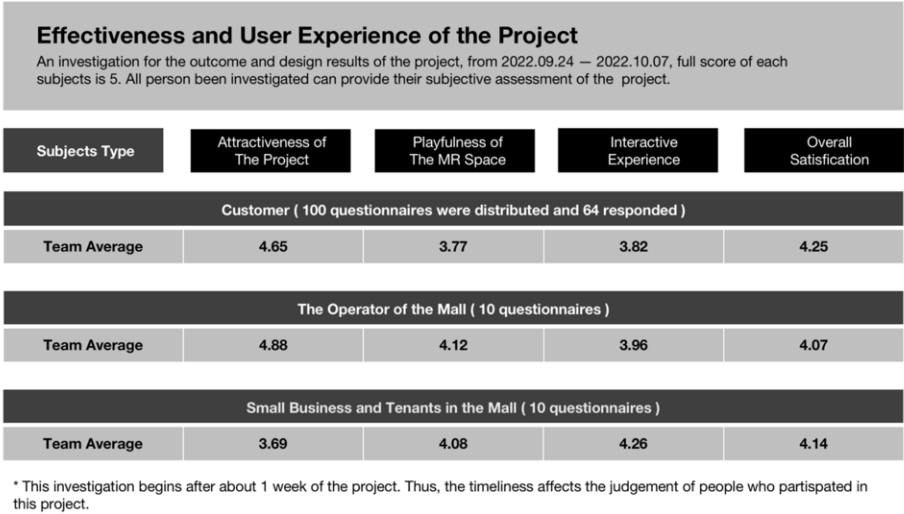 Effectiveness and User Experience of the Project
An investigation for the outcome and design results of the project, from 2022.09.24 — 2022.10.07, full score of each
subjects is 5. All person been investigated can provide their subjective assessment of the  project.
Subjects Type
Attractiveness of
The Project
Playfulness of
The MR Space
Interactive
Experience
Overall
Satisfication
Customer ( 100 questionnaires were distributed and 64 responded )
Team Average 4.65 3.77 3.82 4.25
The Operator of the Mall ( 10 questionnaires )
Team Average 4.88 4.12 3.96 4.07
Small Business and Tenants in the Mall ( 10 questionnaires )
Team Average 3.69 4.08 4.26 4.14
* This investigation begins after about 1 week of the project. Thus, the timeliness affects the judgement of people who partispated in
this project.